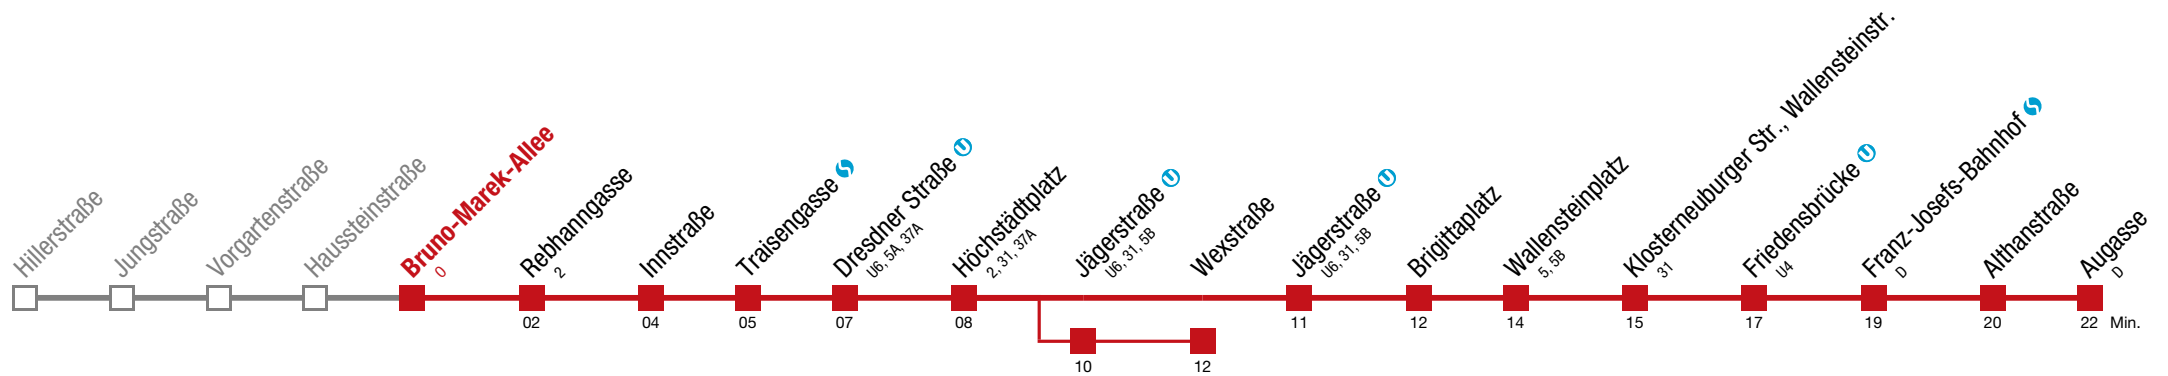 Hillerstraße
Jungstraße
Vorgartenstraße
Haussteinstraße
Bruno-Marek-Allee
O
Rebhanngasse
2
Innstraße
Traisengasse
Dresdner Straße
U6, 5A, 37A
Höchstädtplatz
2, 31, 37A
Jägerstraße
U6, 31, 5B
Wexstraße
Jägerstraße
U6, 31, 5B
Brigittaplatz
Wallensteinplatz
5, 5B
Klosterneuburger Str., Wallensteinstr.
31
Friedensbrücke
U4
Franz-Josefs-Bahnhof
D
Althanstraße
Augasse
D
02 04 05 07 08 11 12 14 15 17 19 20 22 Min.
10 12